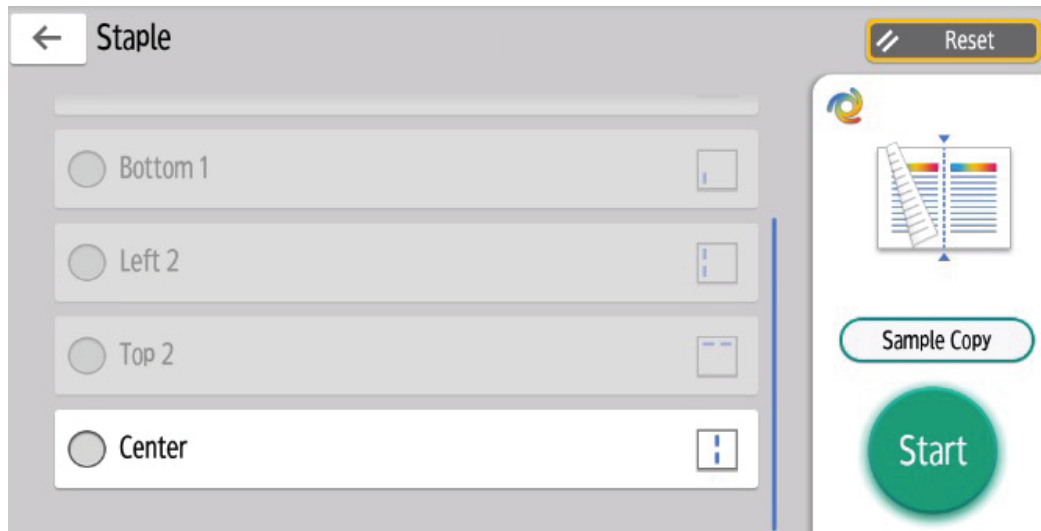 Staple
Reset
Bottom 1
Left 2
Top 2
Center
Sample Copy
Start